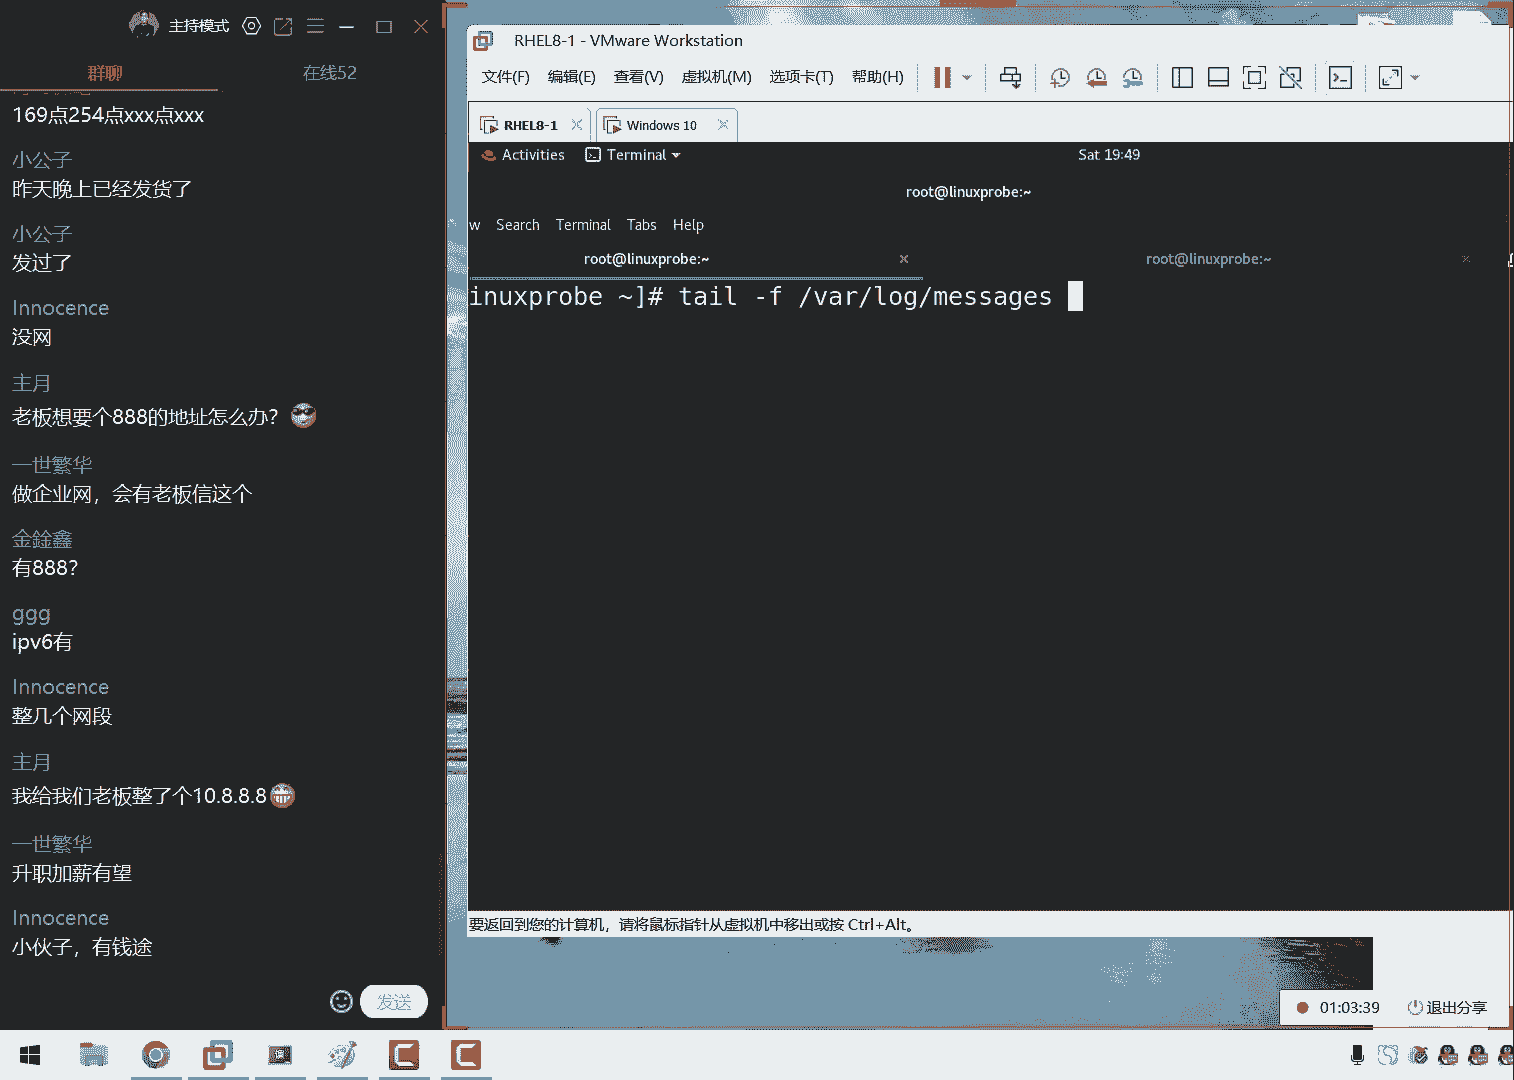 主持模式
群聊
在线52
169点254点xxx点xxx
小公子
昨天晚上已经发货了
小公子
发过了
Innocence
没网
主月
老板想要个888的地址怎么办?
一世繁华
做企业网，会有老板信这个
金銓鑫
有888?
ggg
ipv6有
Innocence
整几个网段
主月
我给我们老板整了个10.8.8.8
一世繁华
升职加薪有望
Innocence
小伙子，有钱途
发送
RHEL8-1 - VMware Workstation
文件(F) 编辑(E) 查看(V) 虚拟机(M) 选项卡(T) 帮助(H)
RHEL8-1 Windows 10
Activities Terminal Sat 19:49
root@linuxprobe:~
w Search Terminal Tabs Help
root@linuxprobe:~ root@linuxprobe:~
inuxprobe ~]# tail -f /var/log/messages
要返回到您的计算机，请将鼠标指针从虚拟机中移出或按 Ctrl+Alt。
01:03:39 退出分享